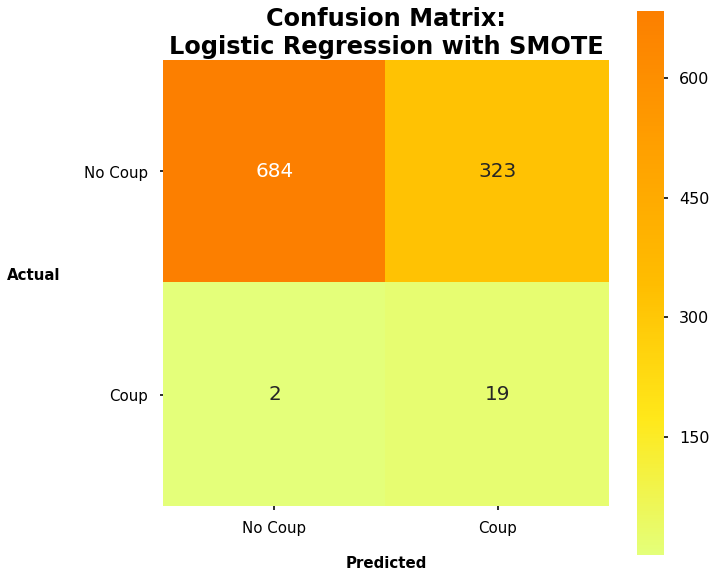 Confusion Matrix:
Logistic Regression with SMOTE
No Coup
684
323
Actual
Coup
2
19
No Coup
Coup
Predicted
600
450
300
150